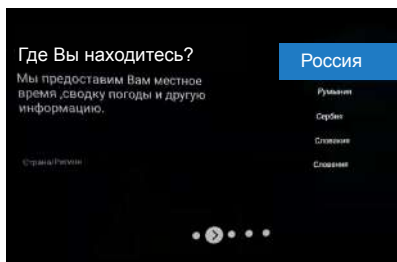 Где Вы находитесь?
Мы предоставим Вам местное
время ,сводку погоды и другую
информацию.
Страна/Регион
Россия
Румыния
Сербия
Словакия
Словения